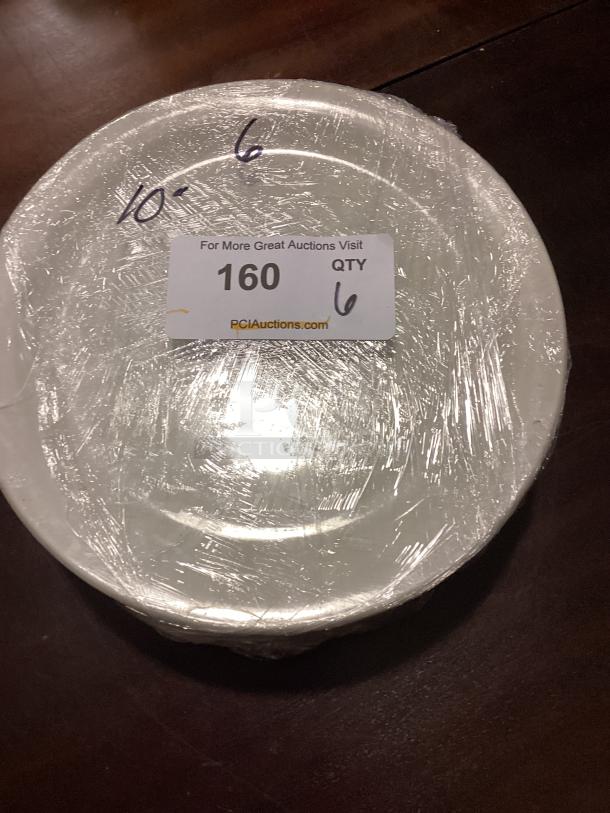 6
10"
For More Great Auctions Visit
160
QTY
6
PCIAuctions.com